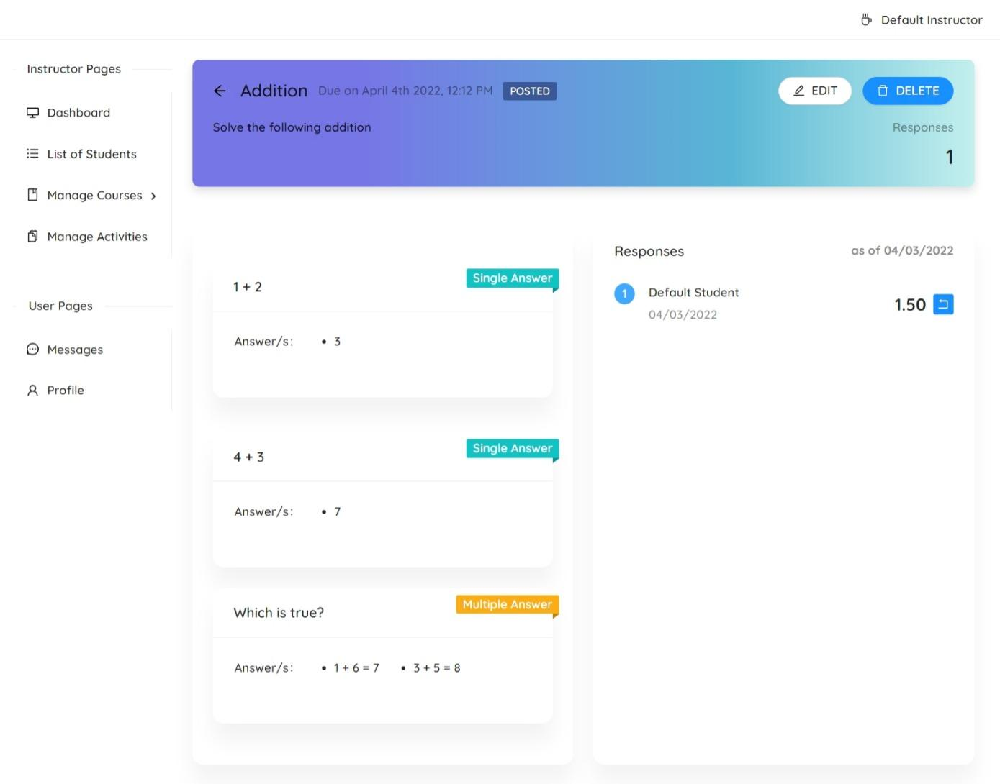 Default Instructor
Instructor Pages
Dashboard
List of Students
Manage Courses
Manage Activities
User Pages
Messages
Profile
Addition Due on April 4th 2022, 12:12 PM POSTED
EDIT DELETE
Solve the following addition
Responses
1
1 + 2
Single Answer
Answer/s: • 3
4 + 3
Single Answer
Answer/s: • 7
Which is true?
Multiple Answer
Answer/s: • 1 + 6 = 7 • 3 + 5 = 8
Responses as of 04/03/2022
1 Default Student
04/03/2022
1.50